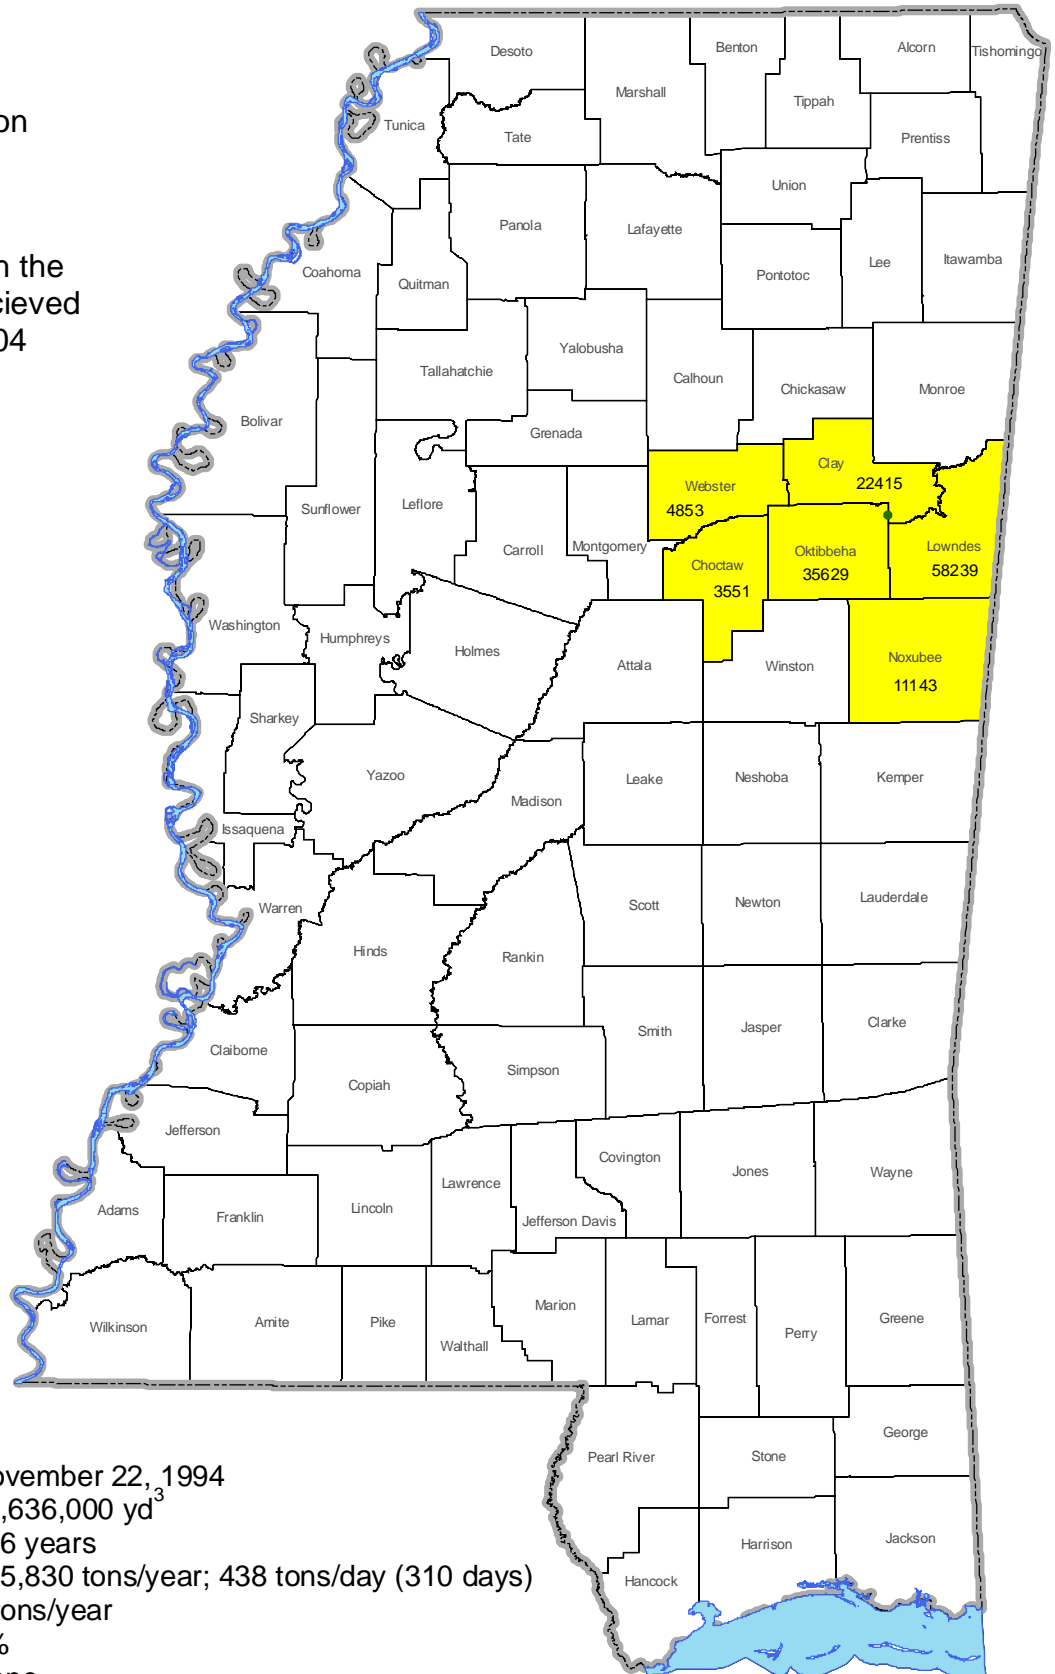 on
n the
cieved
04
Desoto
Benton
Alcorn
Tishomingo
Marshall
Tippah
Tunica
Tate
Prentiss
Union
Panola
Lafayette
Pontotoc
Lee
Itawamba
Coahoma
Quitman
Yalobusha
Tallahatchie
Calhoun
Chickasaw
Monroe
Bolivar
Grenada
Clay
22415
Webster
4853
Sunflower
Leflore
Carroll
Montgomery
Choctaw
3551
Oktibbeha
35629
Lowndes
58239
Washington
Humphreys
Holmes
Attala
Winston
Noxubee
11143
Sharkey
Yazoo
Madison
Leake
Neshoba
Kemper
Issaquena
Warren
Hinds
Rankin
Scott
Newton
Lauderdale
Claiborne
Copiah
Simpson
Smith
Jasper
Clarke
Jefferson
Adams
Franklin
Lincoln
Lawrence
Jefferson Davis
Covington
Jones
Wayne
Wilkinson
Amite
Pike
Walthall
Marion
Lamar
Forrest
Perry
Greene
Pearl River
Stone
George
Hancock
Harrison
Jackson
ovember 22, 1994
,636,000 yd³
6 years
5,830 tons/year; 438 tons/day (310 days)
tons/year
%